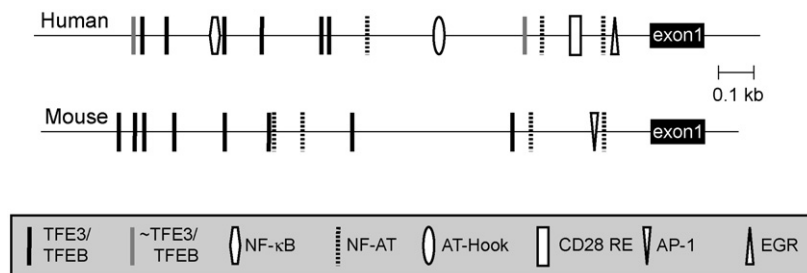 Human
exon1
0.1 kb
Mouse
exon1
TFE3/
TFEB
~TFE3/
TFEB
NF-κB
NF-AT
AT-Hook
CD28 RE
AP-1
EGR